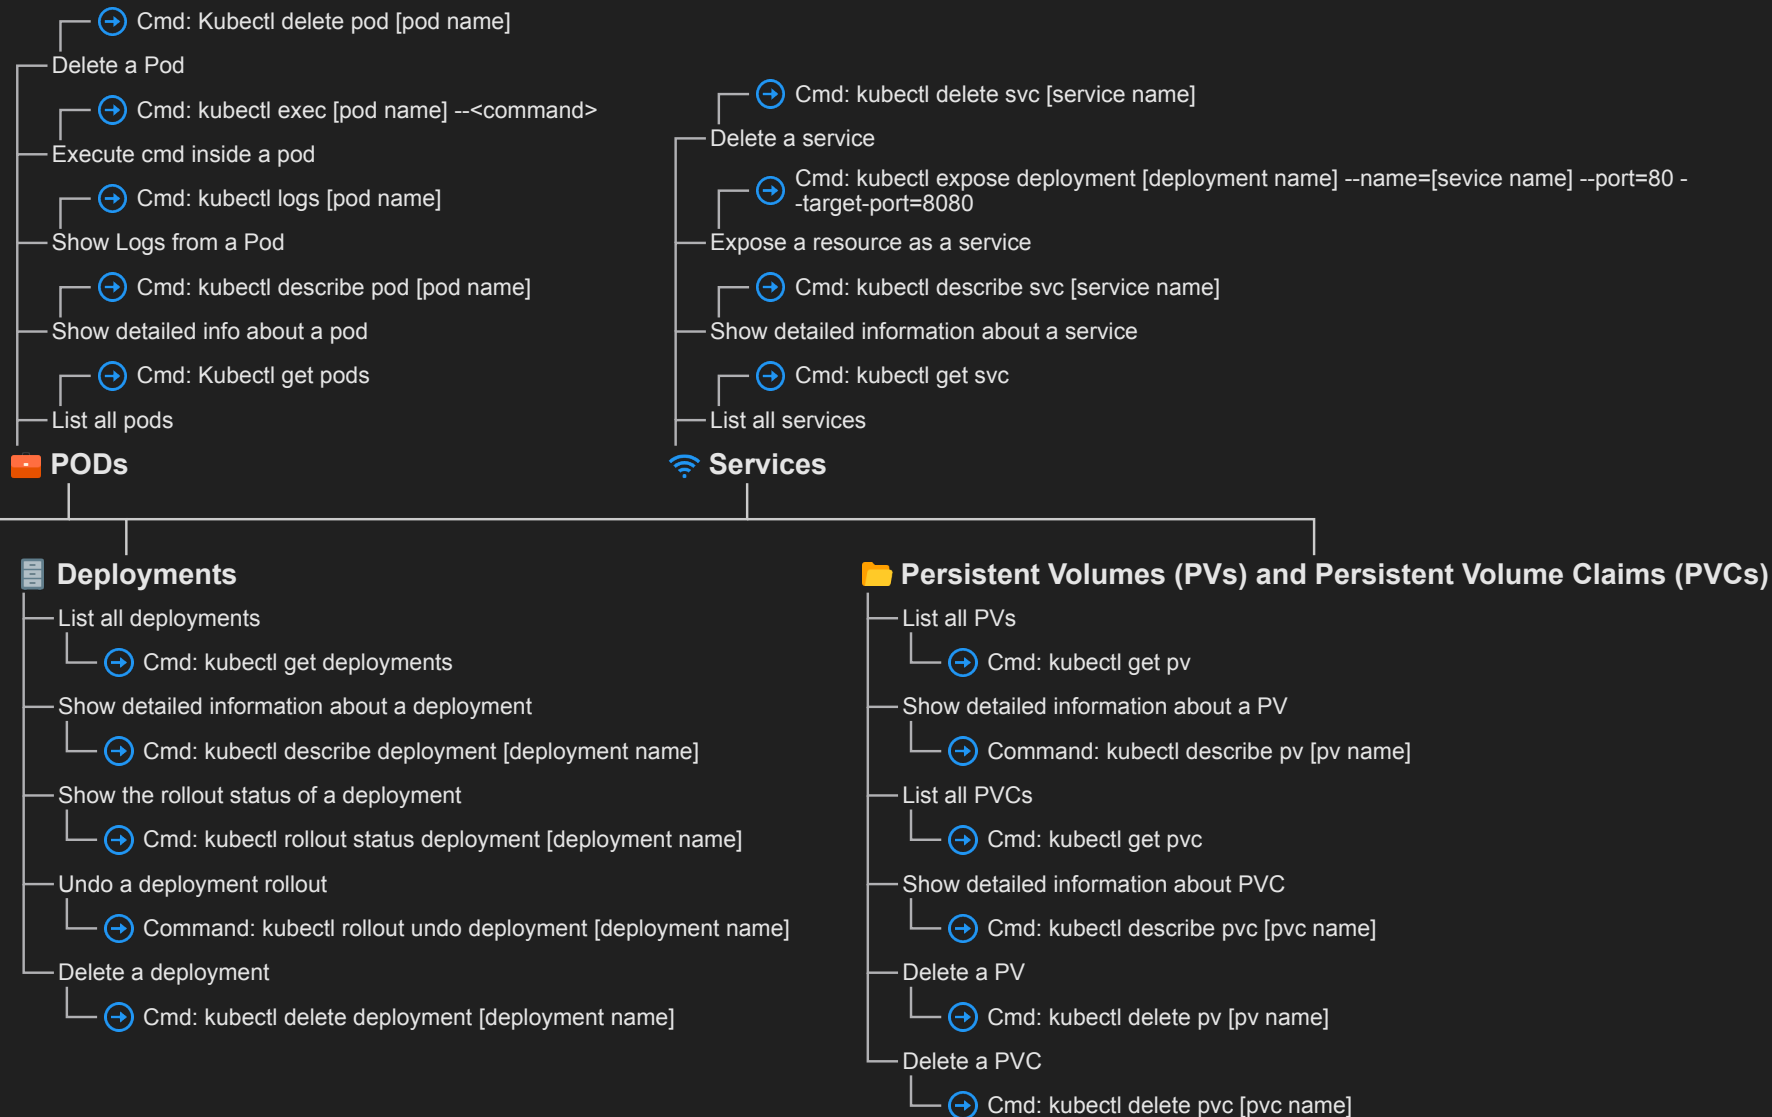 Cmd: Kubectl delete pod [pod name]
Delete a Pod
Cmd: kubectl exec [pod name] --<command>
Execute cmd inside a pod
Cmd: kubectl logs [pod name]
Show Logs from a Pod
Cmd: kubectl describe pod [pod name]
Show detailed info about a pod
Cmd: Kubectl get pods
List all pods
PODs
Cmd: kubectl delete svc [service name]
Delete a service
Cmd: kubectl expose deployment [deployment name] --name=[sevice name] --port=80 -
-target-port=8080
Expose a resource as a service
Cmd: kubectl describe svc [service name]
Show detailed information about a service
Cmd: kubectl get svc
List all services
Services
Deployments
List all deployments
Cmd: kubectl get deployments
Show detailed information about a deployment
Cmd: kubectl describe deployment [deployment name]
Show the rollout status of a deployment
Cmd: kubectl rollout status deployment [deployment name]
Undo a deployment rollout
Command: kubectl rollout undo deployment [deployment name]
Delete a deployment
Cmd: kubectl delete deployment [deployment name]
Persistent Volumes (PVs) and Persistent Volume Claims (PVCs)
List all PVs
Cmd: kubectl get pv
Show detailed information about a PV
Command: kubectl describe pv [pv name]
List all PVCs
Cmd: kubectl get pvc
Show detailed information about PVC
Cmd: kubectl describe pvc [pvc name]
Delete a PV
Cmd: kubectl delete pv [pv name]
Delete a PVC
Cmd: kubectl delete pvc [pvc name]